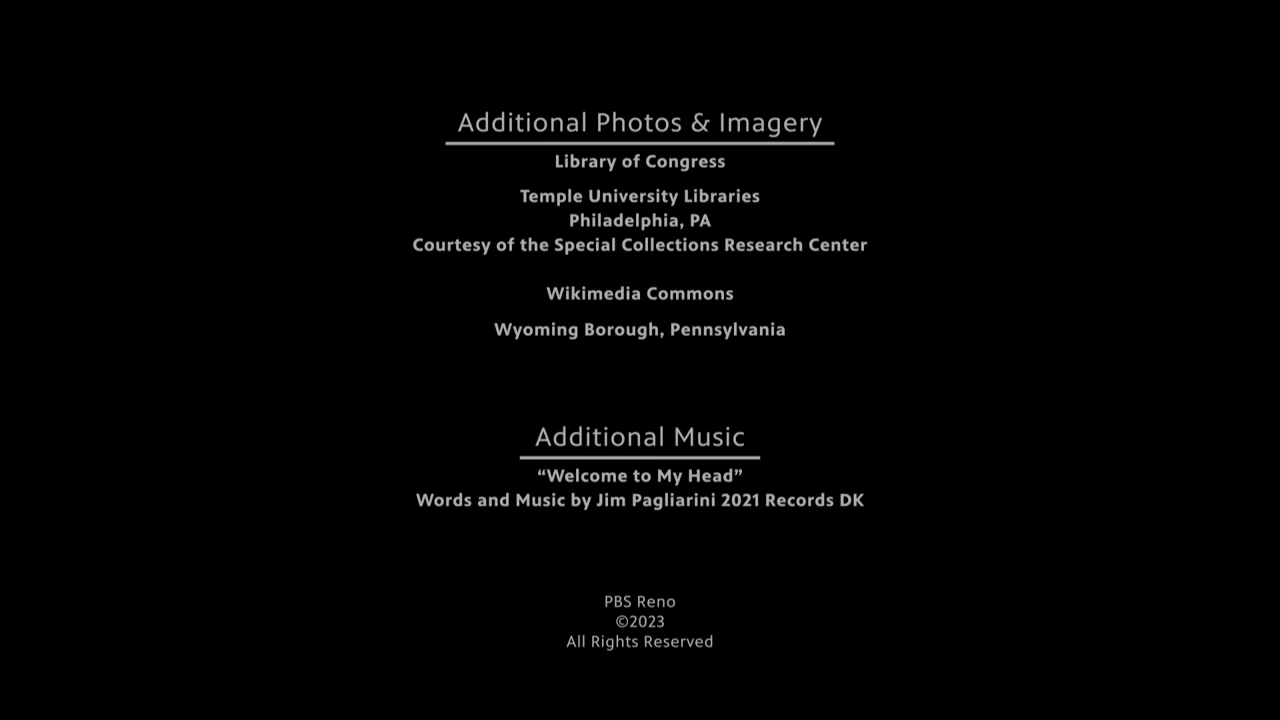 Additional Photos & Imagery
Library of Congress
Temple University Libraries
Philadelphia, PA
Courtesy of the Special Collections Research Center
Wikimedia Commons
Wyoming Borough, Pennsylvania
Additional Music
“Welcome to My Head”
Words and Music by Jim Pagliarini 2021 Records DK
PBS Reno
©2023
All Rights Reserved